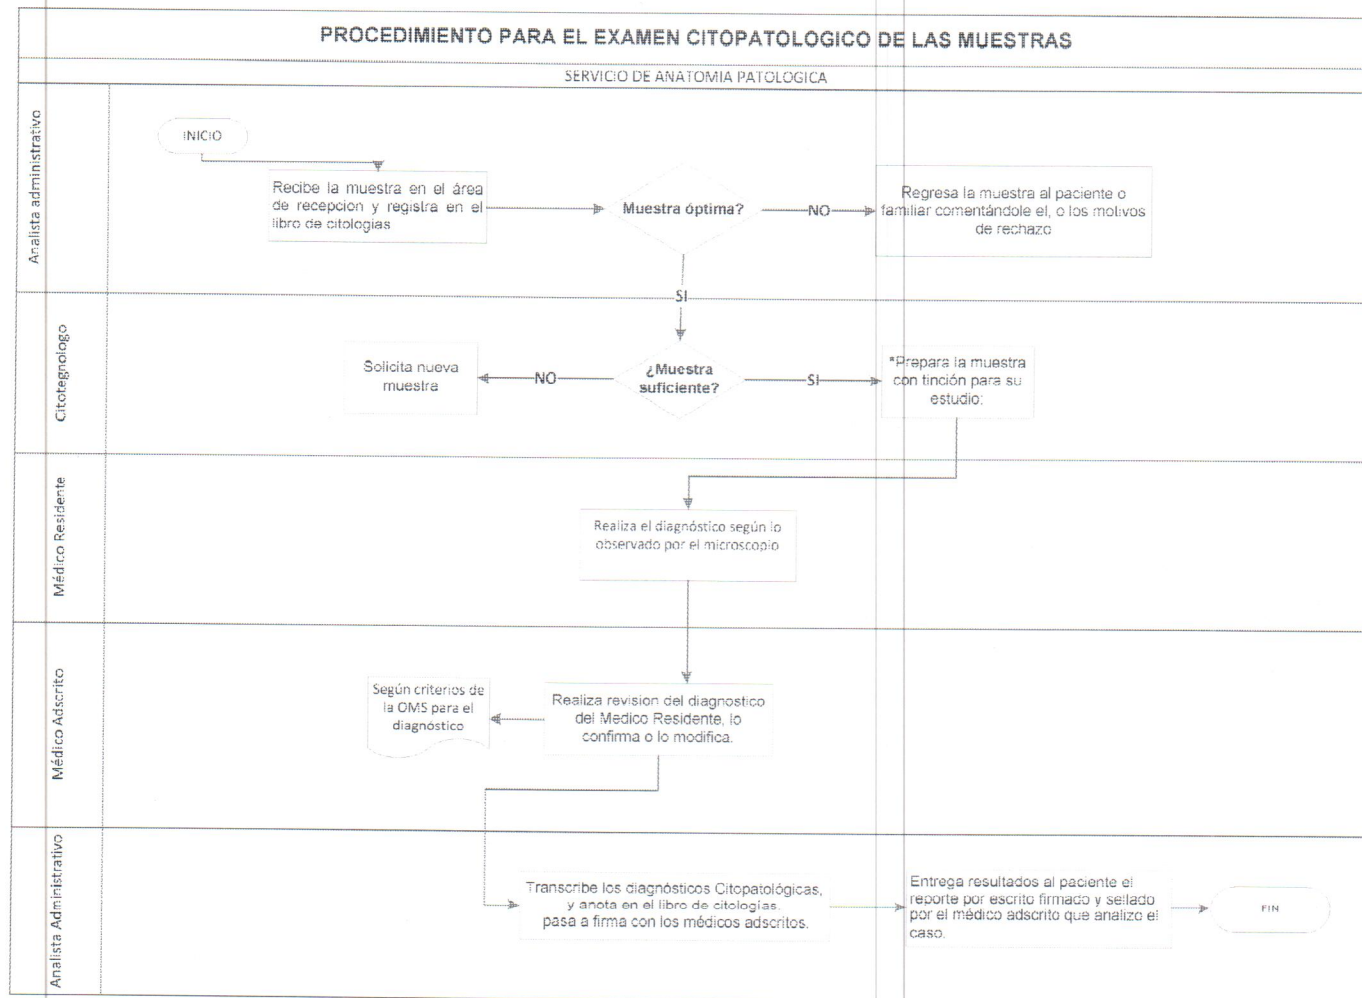 PROCEDIMIENTO PARA EL EXAMEN CITOPATOLOGICO DE LAS MUESTRAS
SERVICIO DE ANATOMIA PATOLOGICA
Analista administrativo
INICIO
Recibe la muestra en el área
de recepcion y registra en el
libro de citologias
Muestra óptima?
NO
Regresa la muestra al paciente o
familiar comentándole el, o los motivos
de rechazo
SI
Citotegnologo
Solicita nueva
muestra
NO
¿Muestra
suficiente?
SI
*Prepara la muestra
con tinción para su
estudio:
Médico Residente
Realiza el diagnóstico según lo
observado por el microscopio
Médico Adscrito
Según criterios de
la OMS para el
diagnóstico
Realiza revision del diagnostico
del Medico Residente, lo
confirma o lo modifica.
Analista Administrativo
Transcribe los diagnósticos Citopatológicas,
y anota en el libro de citologías.
pasa a firma con los médicos adscritos.
Entrega resultados al paciente el
reporte por escrito firmado y sellado
por el médico adscrito que analizo el
caso.
FIN